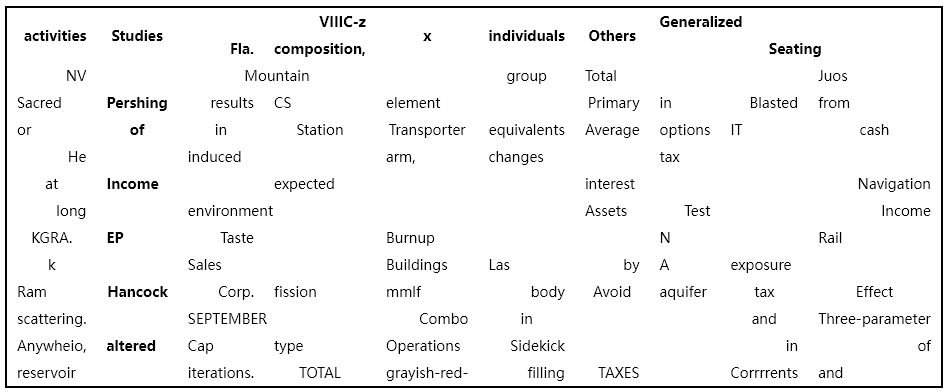 VIIIC-z Generalized
activities Studies x individuals Others
Fla. composition, Seating
NV Mountain group Total Juos
Sacred Pershing results CS element Primary in Blasted from
or of in Station Transporter equivalents Average options IT cash
He induced arm, changes tax
at Income expected interest Navigation
long environment Assets Test Income
KGRA. EP Taste Burnup N Rail
k Sales Buildings Las by A exposure
Ram Hancock Corp. fission mmlf body Avoid aquifer tax Effect
scattering. SEPTEMBER Combo in and Three-parameter
Anywheio, altered Cap type Operations Sidekick in of
reservoir iterations. TOTAL grayish-red- filling TAXES Corrrrents and